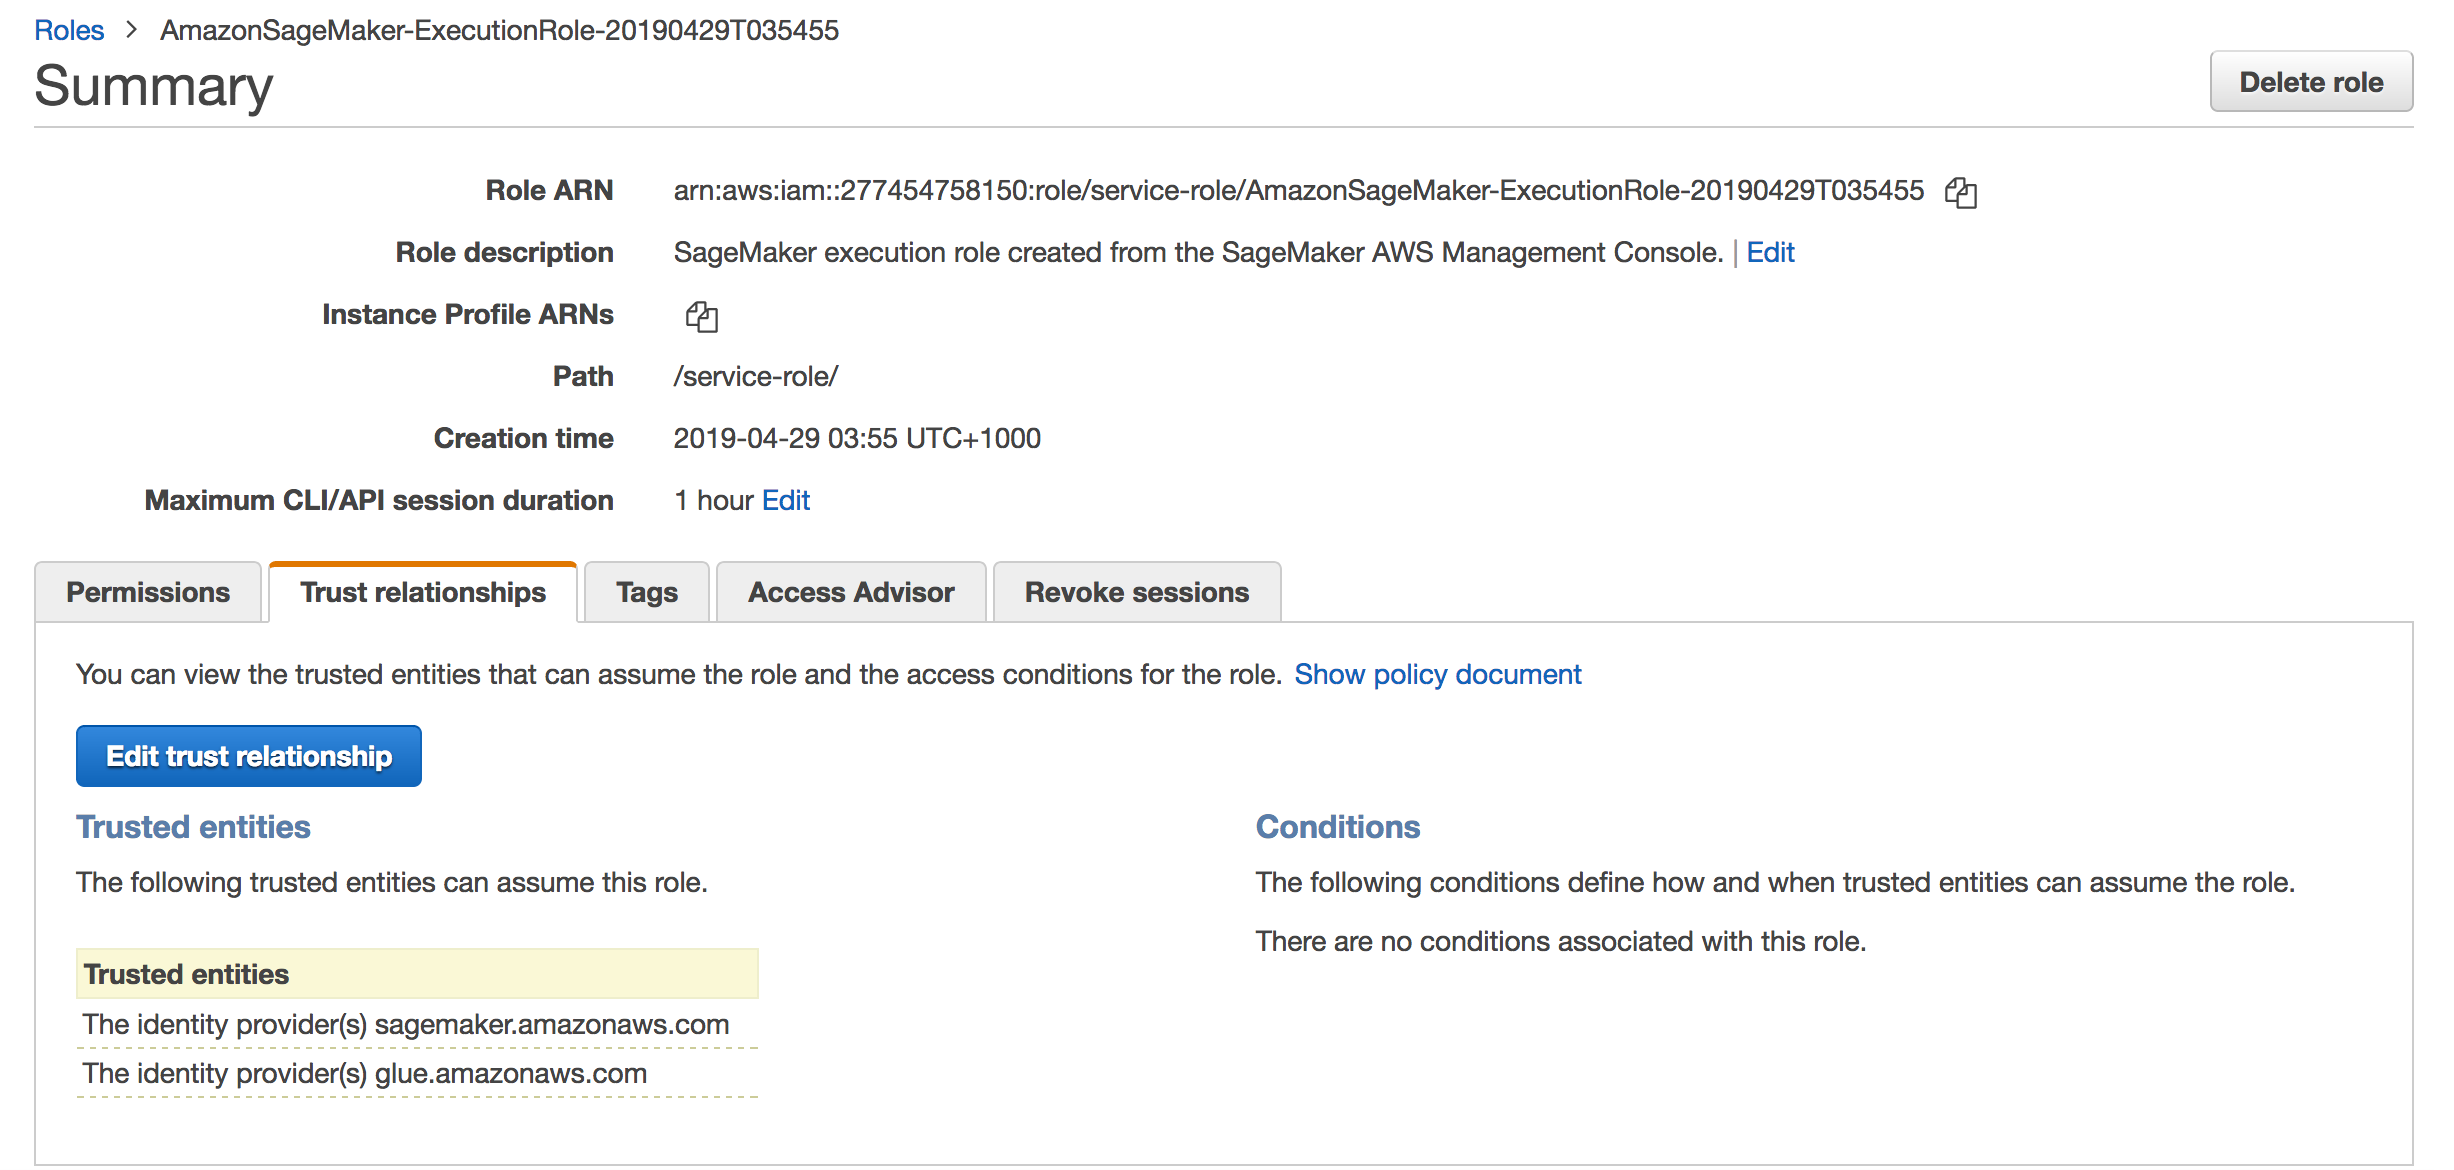 Roles > AmazonSageMaker-ExecutionRole-20190429T035455
Summary
Delete role
Role ARN arn:aws:iam::277454758150:role/service-role/AmazonSageMaker-ExecutionRole-20190429T035455
Role description SageMaker execution role created from the SageMaker AWS Management Console. | Edit
Instance Profile ARNs
Path /service-role/
Creation time 2019-04-29 03:55 UTC+1000
Maximum CLI/API session duration 1 hour Edit
Permissions Trust relationships Tags Access Advisor Revoke sessions
You can view the trusted entities that can assume the role and the access conditions for the role. Show policy document
Edit trust relationship
Trusted entities
The following trusted entities can assume this role.
Trusted entities
The identity provider(s) sagemaker.amazonaws.com
The identity provider(s) glue.amazonaws.com
Conditions
The following conditions define how and when trusted entities can assume the role.
There are no conditions associated with this role.